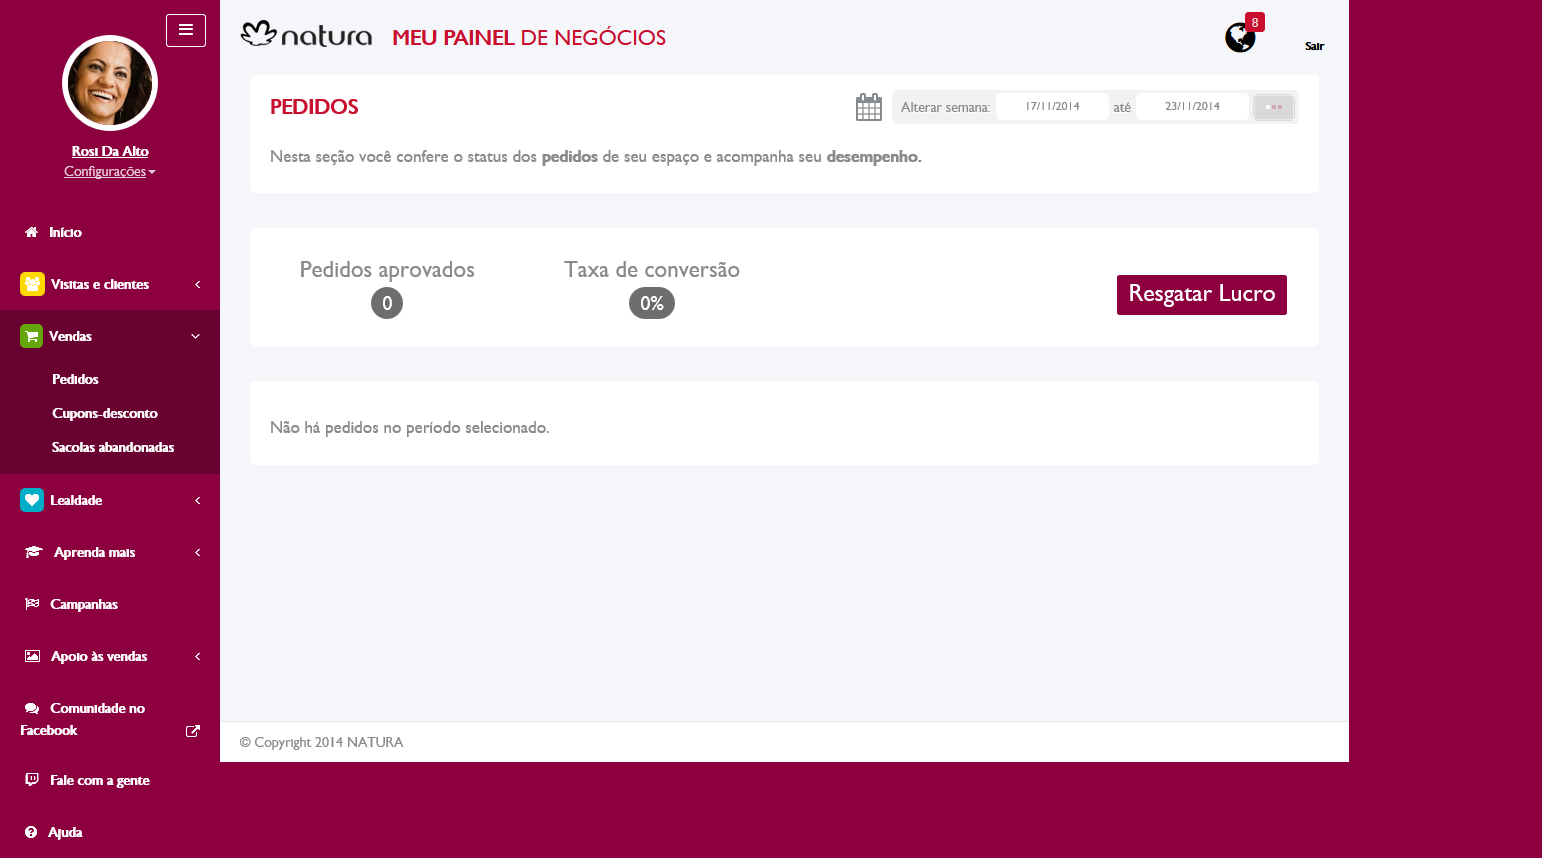 Rosi Da Alto
Configurações
Início
Visitas e clientes
Vendas
Pedidos
Cupons-desconto
Sacolas abandonadas
Lealdade
Aprenda mais
Campanhas
Apoio às vendas
Comunidade no
Facebook
Fale com a gente
Ajuda
natura MEU PAINEL DE NEGÓCIOS
8
Sair
PEDIDOS
Alterar semana: 17/11/2014 até 23/11/2014
Nesta seção você confere o status dos pedidos de seu espaço e acompanha seu desempenho.
Pedidos aprovados
0
Taxa de conversão
0%
Resgatar Lucro
Não há pedidos no período selecionado.
© Copyright 2014 NATURA